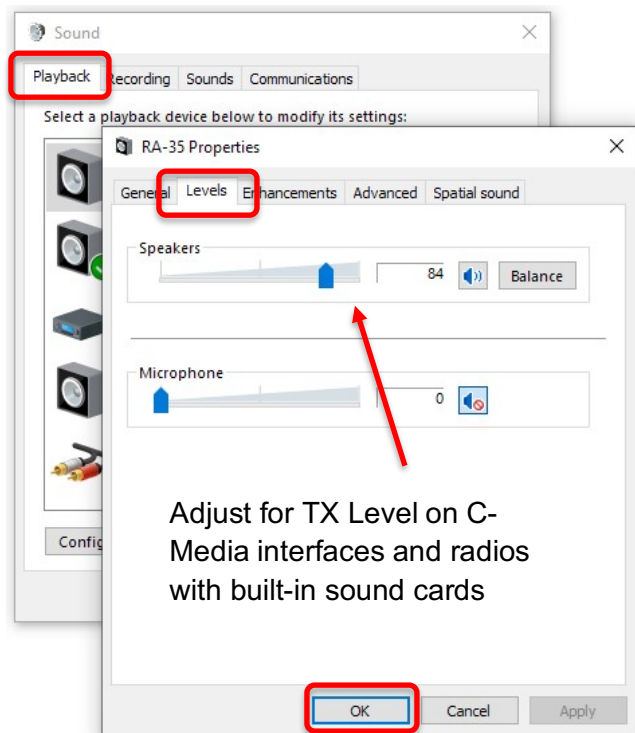 Sound
Playback Recording Sounds Communications
Select a playback device below to modify its settings:
RA-35 Properties
General Levels Enhancements Advanced Spatial sound
Speakers
84 Balance
Microphone
0
Adjust for TX Level on C-
Media interfaces and radios
with built-in sound cards
Config
OK Cancel Apply